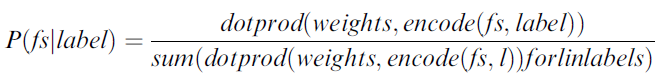 P(fs|label) = dotprod(weights, encode(fs, label)) / sum(dotprod(weights, encode(fs, l))forlinlabels)